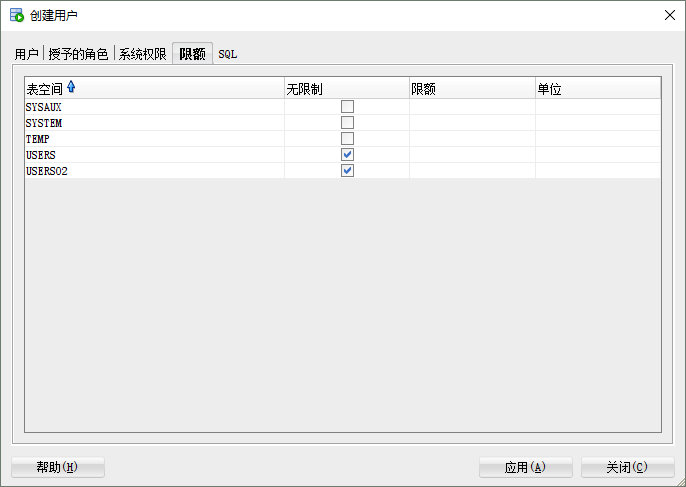 创建用户
用户 授予的角色 系统权限 限额 SQL
表空间 无限制 限额 单位
SYSAUX
SYSTEM
TEMP
USERS
USERS02
帮助(H) 应用(A) 关闭(C)